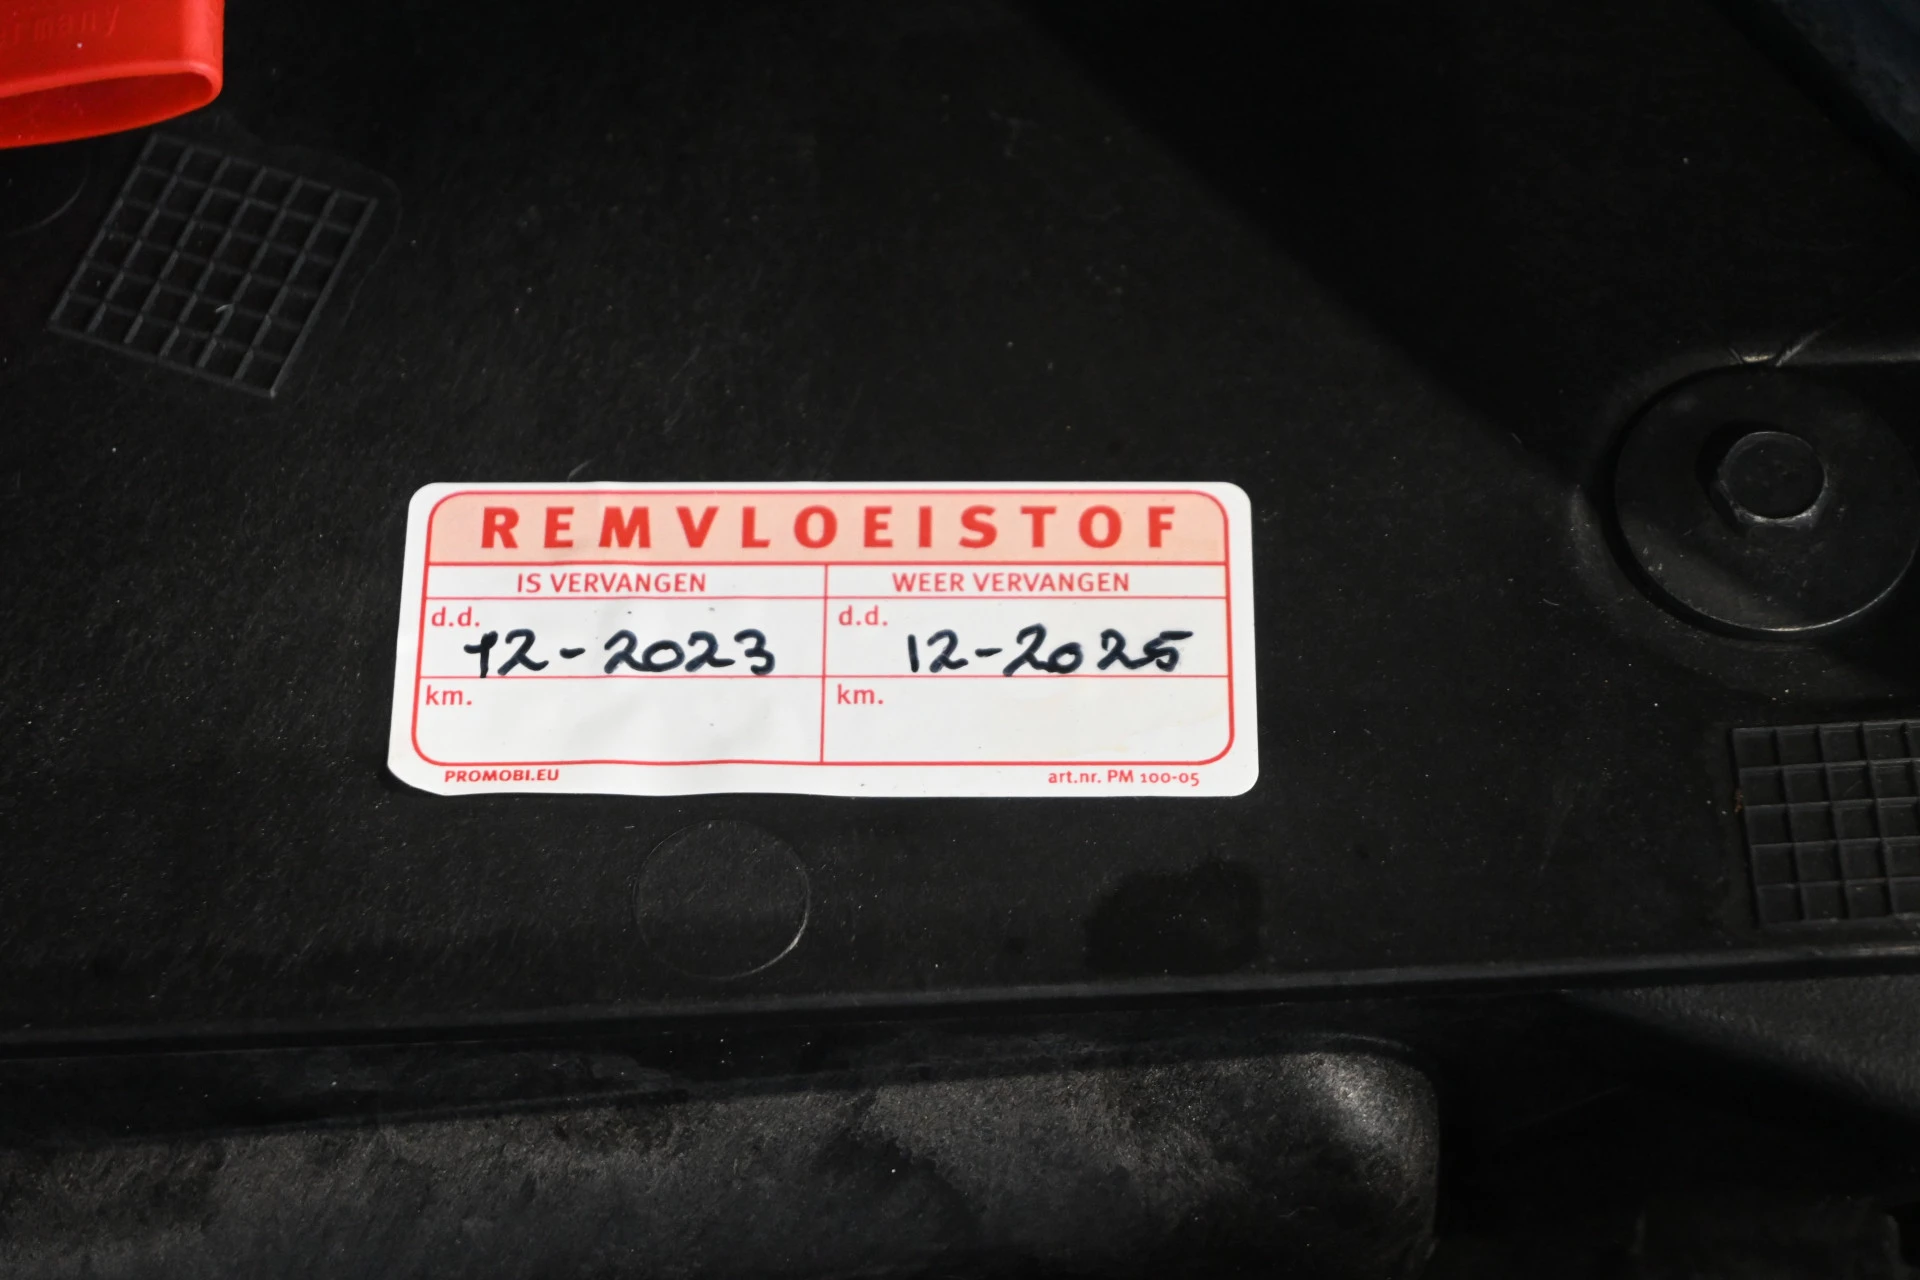 REMVLOEISTOF
IS VERVANGEN WEER VERVANGEN
d.d. 12-2023 d.d. 12-2025
km. km.
PROMOBI.EU art.nr. PM 100-05